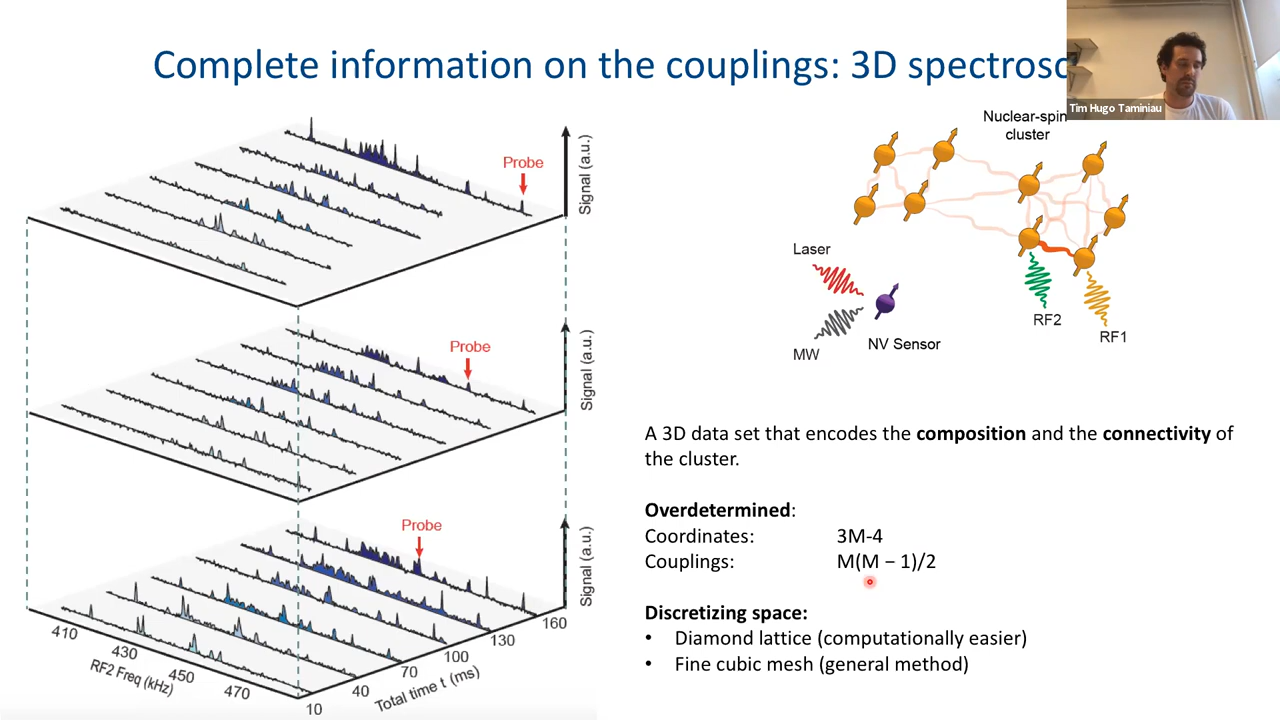 Complete information on the couplings: 3D spectrosc
Tim Hugo Taminiau
Probe
Signal (a.u.)
Probe
Signal (a.u.)
Probe
Signal (a.u.)
410
430
450
470
RF2 Freq (kHz)
10
40
70
100
130
160
Total time t (ms)
Nuclear-spin
cluster
Laser
MW
NV Sensor
RF2
RF1
A 3D data set that encodes the composition and the connectivity of
the cluster.
Overdetermined:
Coordinates: 3M-4
Couplings: M(M − 1)/2
Discretizing space:
• Diamond lattice (computationally easier)
• Fine cubic mesh (general method)